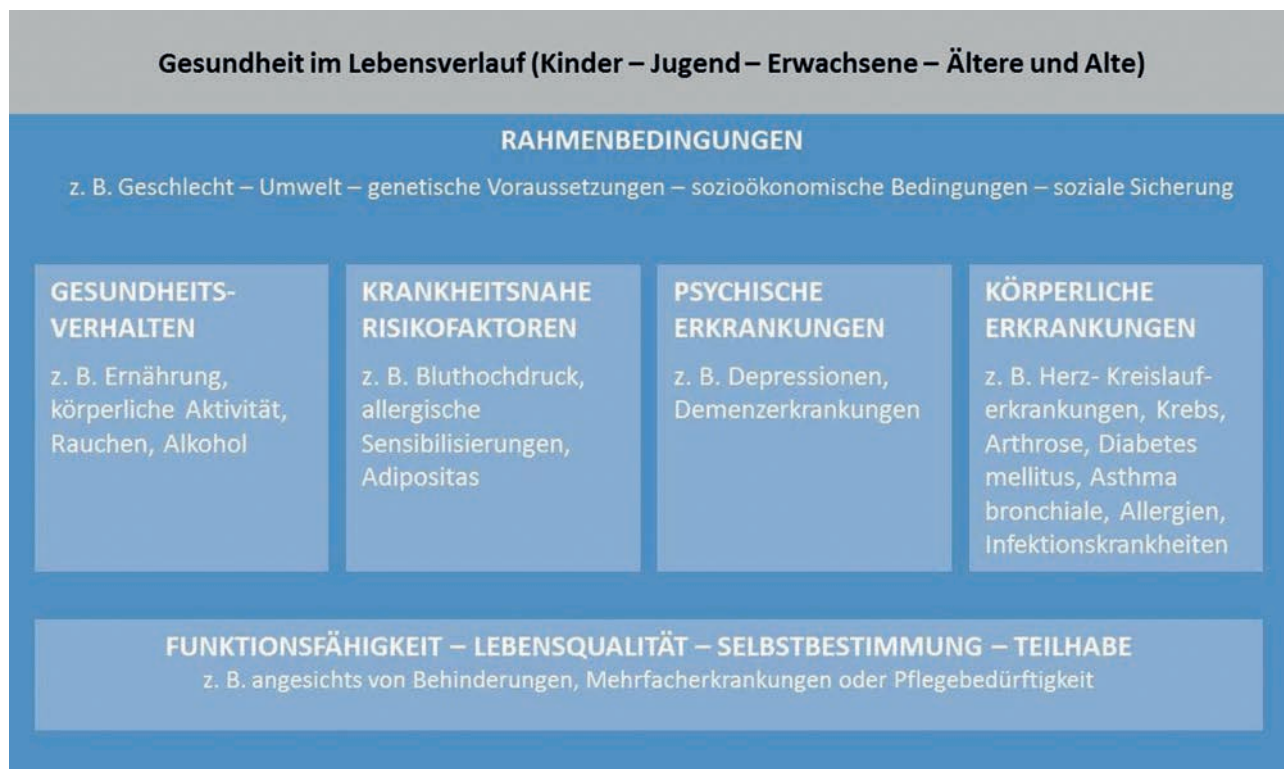 Gesundheit im Lebensverlauf (Kinder – Jugend – Erwachsene – Ältere und Alte)
RAHMENBEDINGUNGEN
z. B. Geschlecht – Umwelt – genetische Voraussetzungen – sozioökonomische Bedingungen – soziale Sicherung
GESUNDHEITS-
VERHALTEN
z. B. Ernährung,
körperliche Aktivität,
Rauchen, Alkohol
KRANKHEITSNAHE
RISIKOFAKTOREN
z. B. Bluthochdruck,
allergische
Sensibilisierungen,
Adipositas
PSYCHISCHE
ERKRANKUNGEN
z. B. Depressionen,
Demenzerkrankungen
KÖRPERLICHE
ERKRANKUNGEN
z. B. Herz- Kreislauf-
erkrankungen, Krebs,
Arthrose, Diabetes
mellitus, Asthma
bronchiale, Allergien,
Infektionskrankheiten
FUNKTIONSFÄHIGKEIT – LEBENSQUALITÄT – SELBSTBESTIMMUNG – TEILHABE
z. B. angesichts von Behinderungen, Mehrfacherkrankungen oder Pflegebedürftigkeit